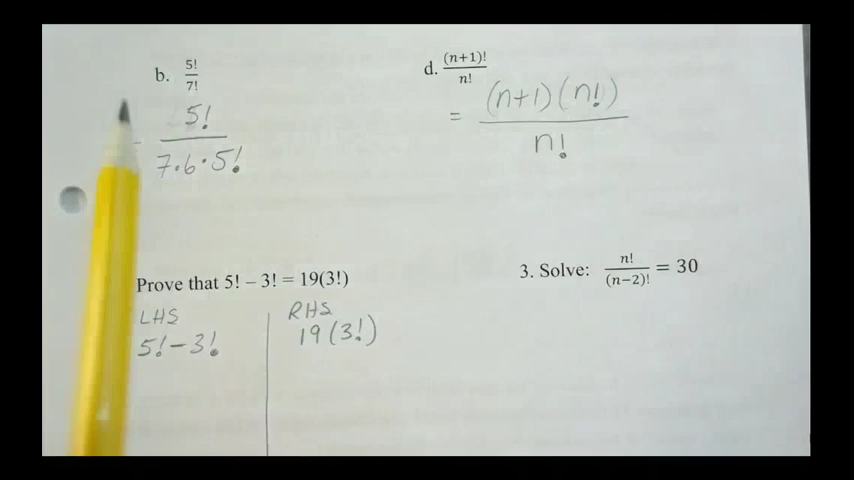 b. 5!/7!
5!
7·6·5!
d. (n+1)!/n!
= (n+1)(n!)
n!
Prove that 5! – 3! = 19(3!)
LHS
5!-3!
RHS
19(3!)
3. Solve: n!/(n−2)! = 30